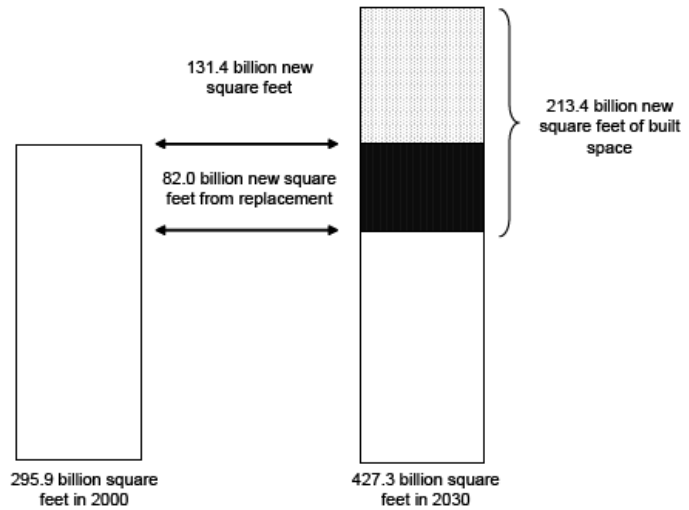 131.4 billion new
square feet
213.4 billion new
square feet of built
space
82.0 billion new square
feet from replacement
295.9 billion square
feet in 2000
427.3 billion square
feet in 2030